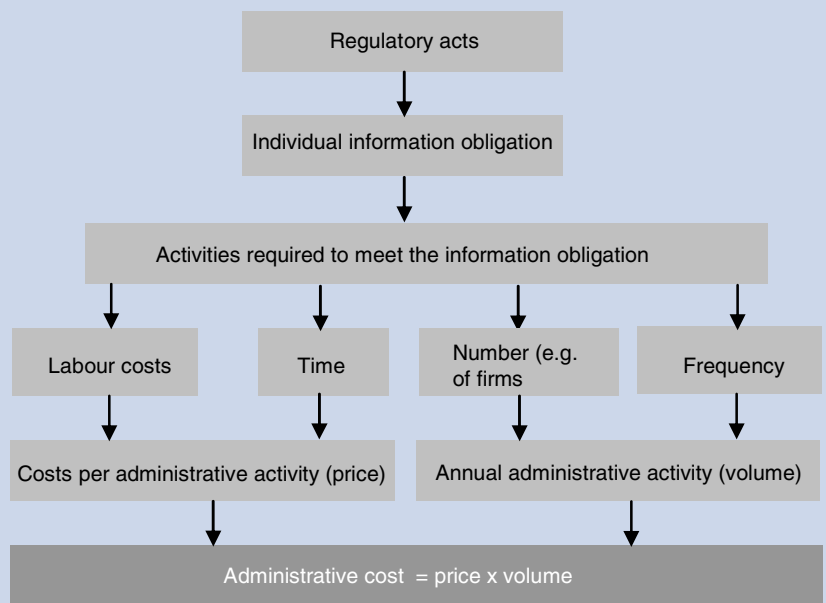 Regulatory acts
Individual information obligation
Activities required to meet the information obligation
Labour costs
Time
Number (e.g.
of firms
Frequency
Costs per administrative activity (price)
Annual administrative activity (volume)
Administrative cost = price x volume